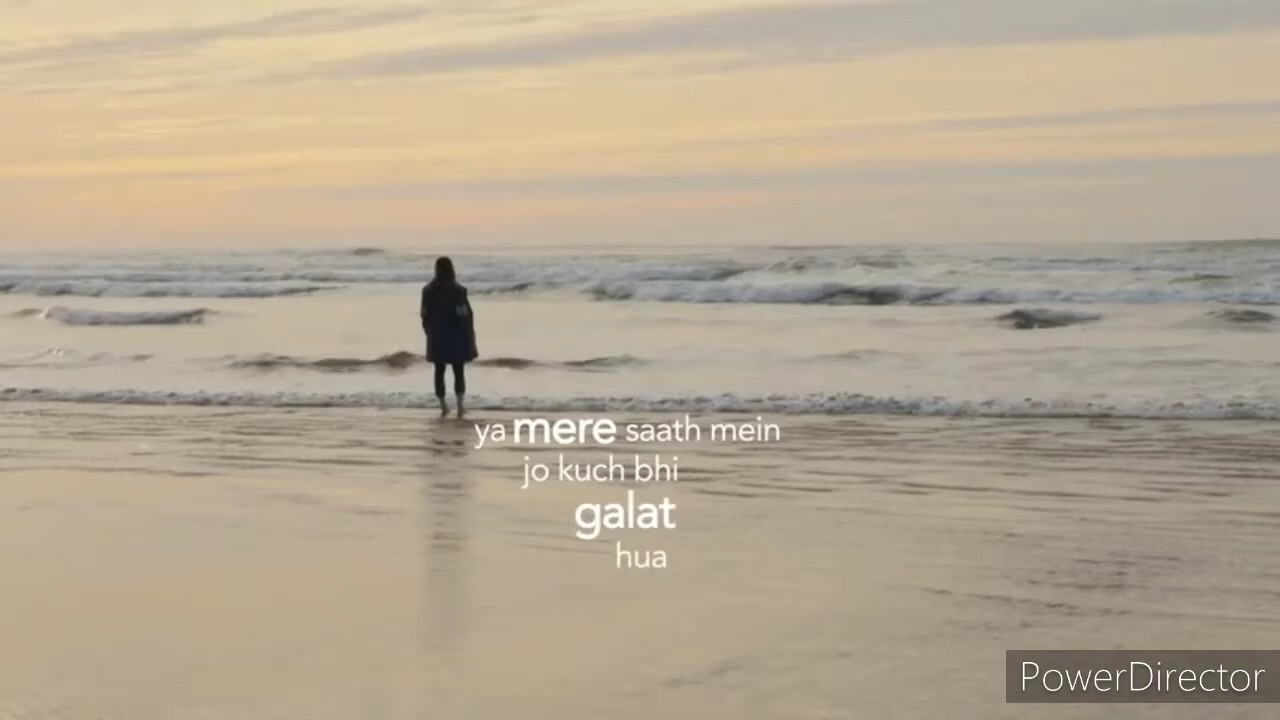 ya mere saath mein
jo kuch bhi
galat
hua
PowerDirector